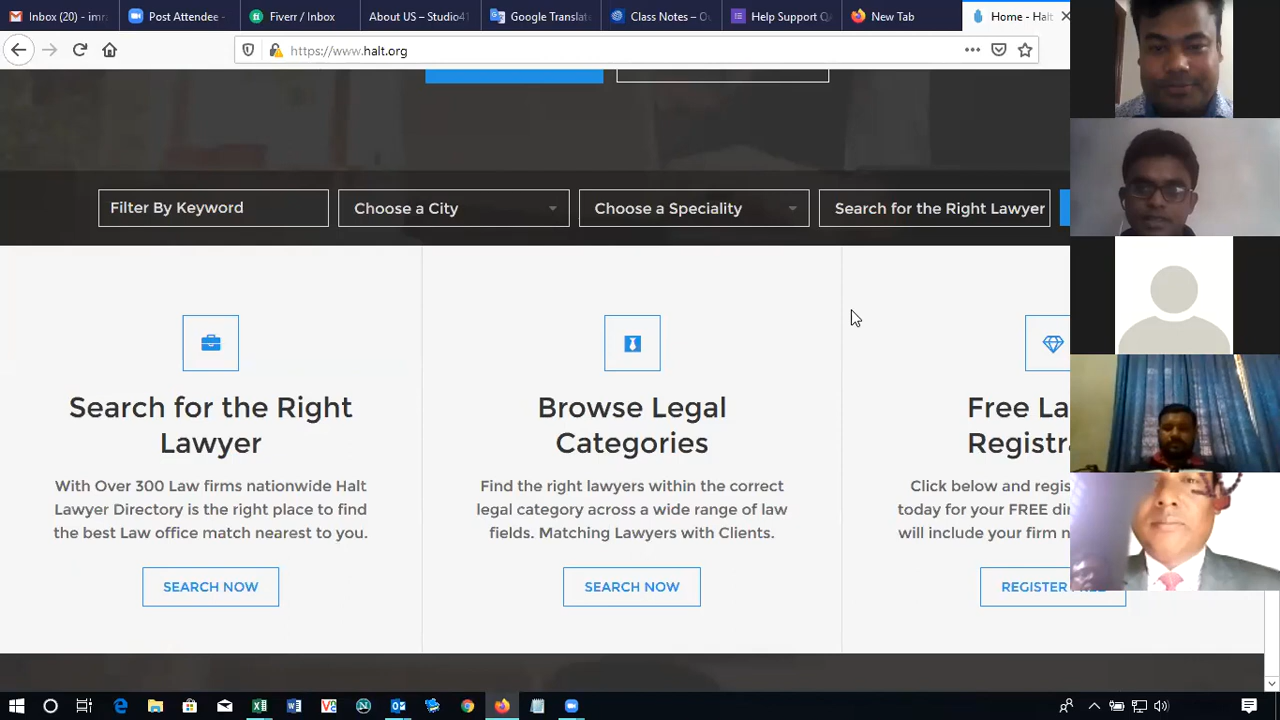 Inbox (20) - imr
Post Attendee -
Fiverr / Inbox
About US – Studio41
Google Translat
Class Notes – O
Help Support Q
New Tab
Home - Halt
https://www.halt.org
Filter By Keyword
Choose a City
Choose a Speciality
Search for the Right Lawyer
Search for the Right
Lawyer
With Over 300 Law firms nationwide Halt
Lawyer Directory is the right place to find
the best Law office match nearest to you.
SEARCH NOW
Browse Legal
Categories
Find the right lawyers within the correct
legal category across a wide range of law
fields. Matching Lawyers with Clients.
SEARCH NOW
Free La
Registra
Click below and regis
today for your FREE di
will include your firm n
REGISTER FREE